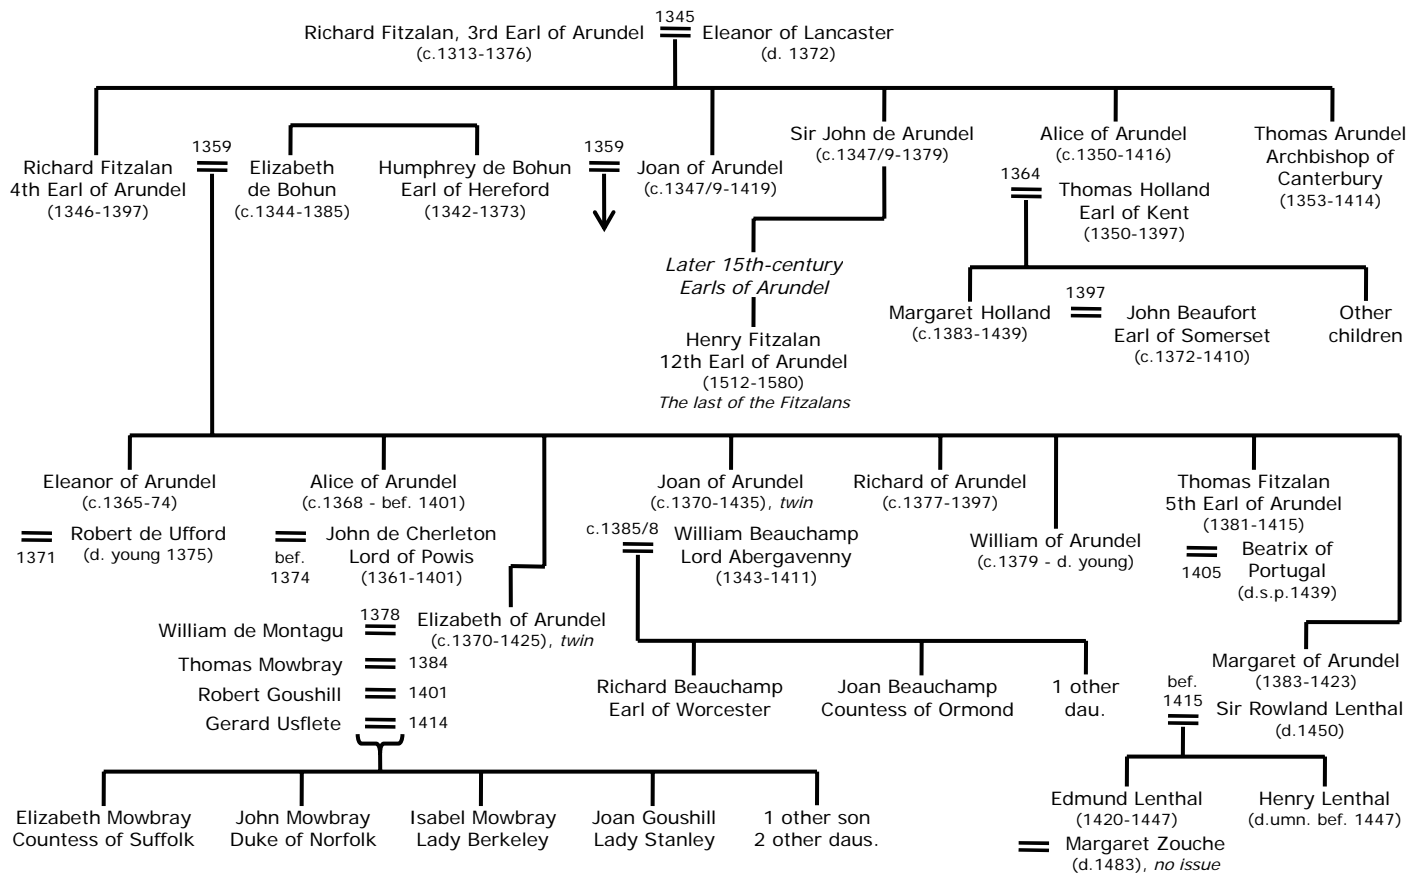 1345
Richard Fitzalan, 3rd Earl of Arundel
(c.1313-1376)
Eleanor of Lancaster
(d. 1372)
Richard Fitzalan
4th Earl of Arundel
(1346-1397)
1359
Elizabeth
de Bohun
(c.1344-1385)
Humphrey de Bohun
Earl of Hereford
(1342-1373)
1359
Joan of Arundel
(c.1347/9-1419)
Sir John de Arundel
(c.1347/9-1379)
Alice of Arundel
(c.1350-1416)
1364
Thomas Holland
Earl of Kent
(1350-1397)
Thomas Arundel
Archbishop of
Canterbury
(1353-1414)
Later 15th-century
Earls of Arundel
Henry Fitzalan
12th Earl of Arundel
(1512-1580)
The last of the Fitzalans
Margaret Holland
(c.1383-1439)
1397
John Beaufort
Earl of Somerset
(c.1372-1410)
Other
children
Eleanor of Arundel
(c.1365-74)
1371
Robert de Ufford
(d. young 1375)
Alice of Arundel
(c.1368 - bef. 1401)
bef.
1374
John de Cherleton
Lord of Powis
(1361-1401)
Elizabeth of Arundel
(c.1370-1425), twin
William de Montagu
1378
Thomas Mowbray
1384
Robert Goushill
1401
Gerard Usflete
1414
Joan of Arundel
(c.1370-1435), twin
c.1385/8
William Beauchamp
Lord Abergavenny
(1343-1411)
Richard of Arundel
(c.1377-1397)
William of Arundel
(c.1379 - d. young)
Thomas Fitzalan
5th Earl of Arundel
(1381-1415)
1405
Beatrix of
Portugal
(d.s.p.1439)
Margaret of Arundel
(1383-1423)
bef.
1415
Sir Rowland Lenthal
(d.1450)
Richard Beauchamp
Earl of Worcester
Joan Beauchamp
Countess of Ormond
1 other
dau.
Elizabeth Mowbray
Countess of Suffolk
John Mowbray
Duke of Norfolk
Isabel Mowbray
Lady Berkeley
Joan Goushill
Lady Stanley
1 other son
2 other daus.
Edmund Lenthal
(1420-1447)
Margaret Zouche
(d.1483), no issue
Henry Lenthal
(d.umn. bef. 1447)